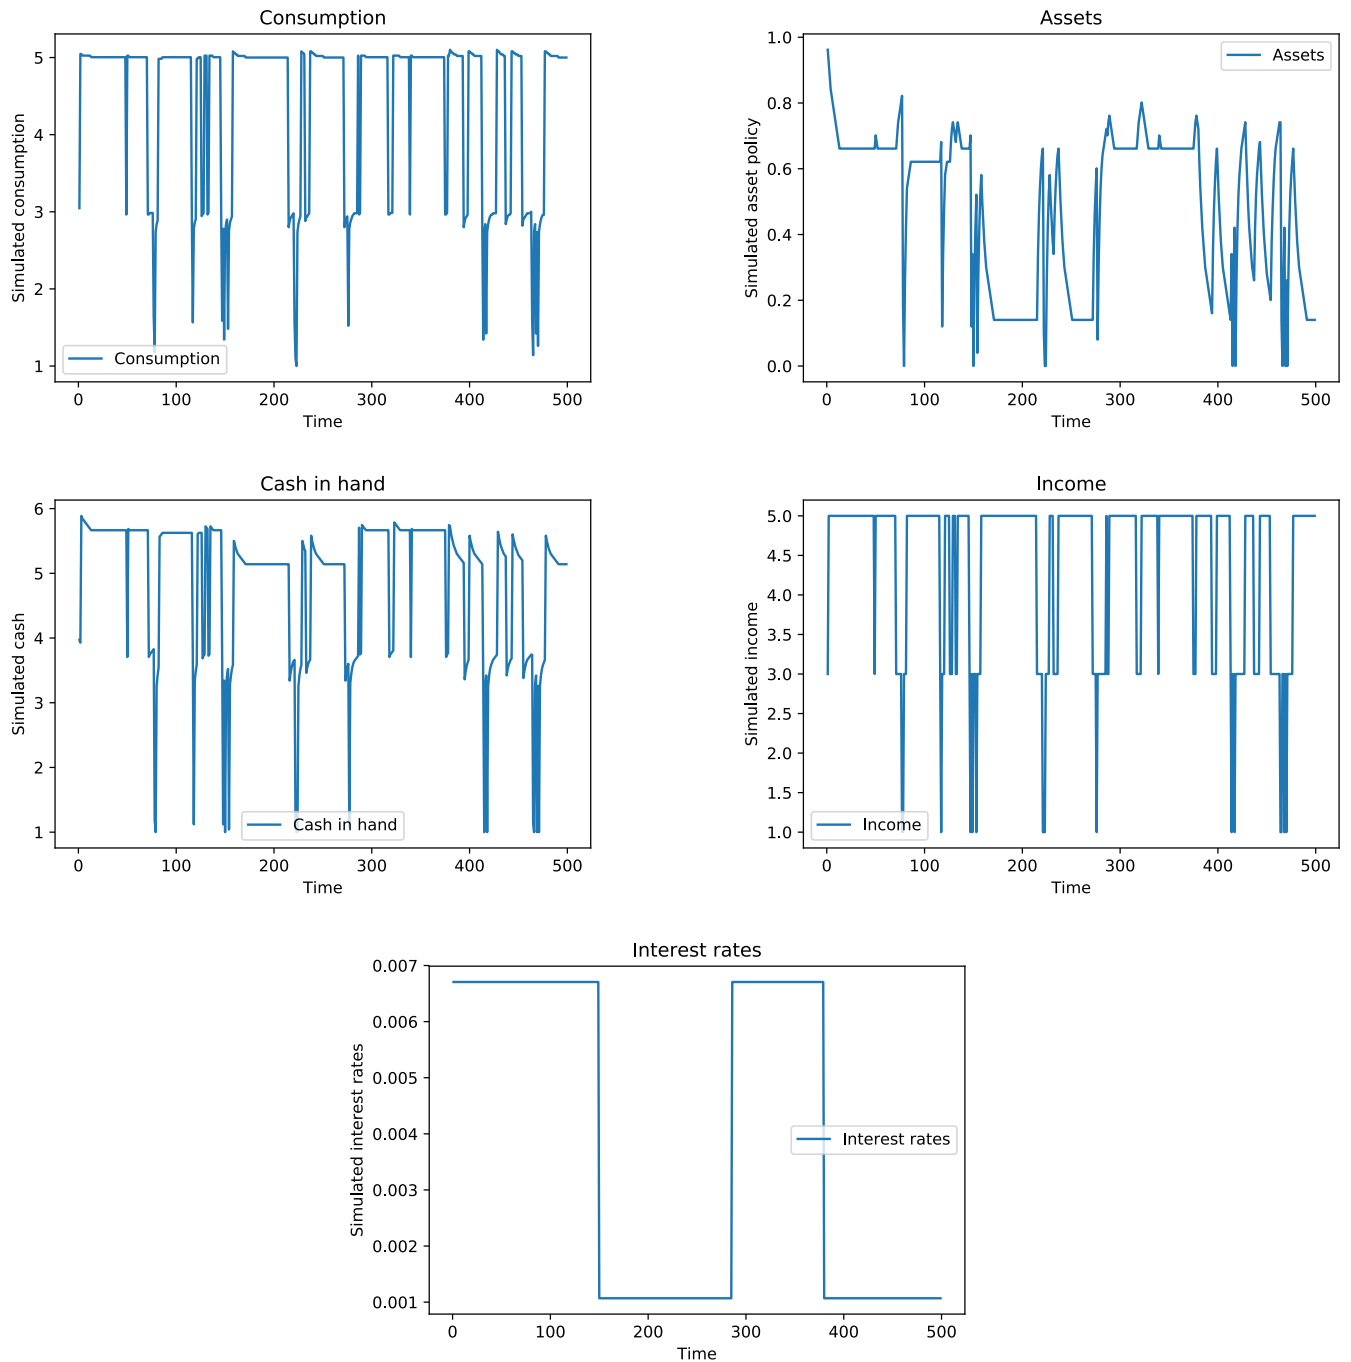 Consumption
Simulated consumption
5
4
3
2
1
Consumption
0 100 200 300 400 500
Time
Assets
Simulated asset policy
1.0
0.8
0.6
0.4
0.2
0.0
Assets
0 100 200 300 400 500
Time
Cash in hand
Simulated cash
6
5
4
3
2
1
Cash in hand
0 100 200 300 400 500
Time
Income
Simulated income
5.0
4.5
4.0
3.5
3.0
2.5
2.0
1.5
1.0
Income
0 100 200 300 400 500
Time
Interest rates
Simulated interest rates
0.007
0.006
0.005
0.004
0.003
0.002
0.001
Interest rates
0 100 200 300 400 500
Time